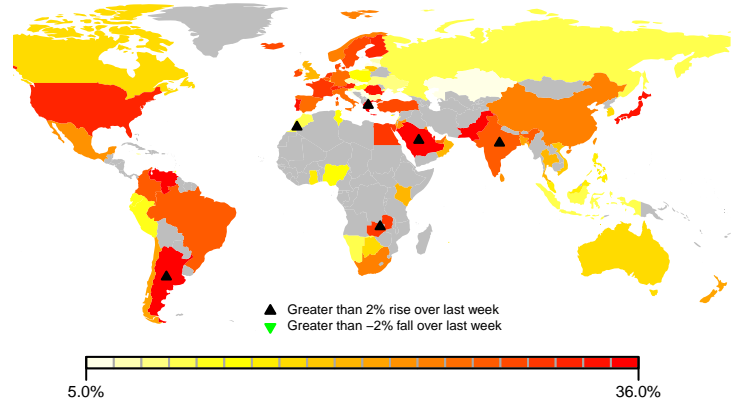 Greater than 2% rise over last week
Greater than −2% fall over last week
5.0%
36.0%